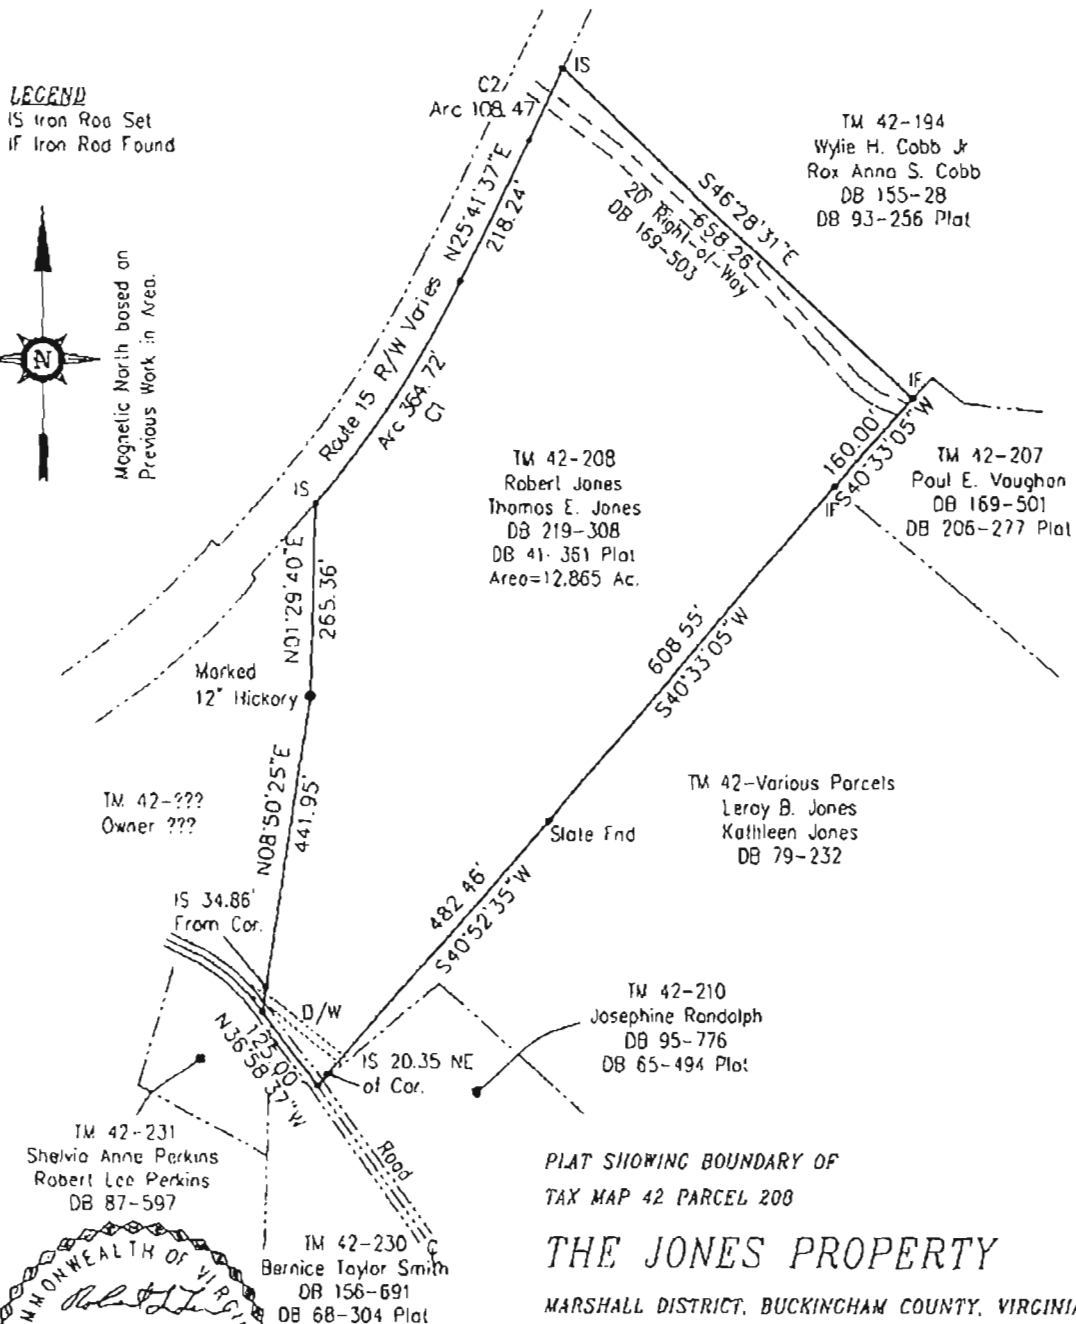 LEGEND
IS Iron Rod Set
IF Iron Rod Found
N
Magnetic North based on
Previous Work in Area.
C2
Arc 108.47
IS
N25°41'37"E
218.24'
Route 15 R/W Varies
Arc 364.72'
C1
S46°28'31"E
658.26'
20' Right-of-Way
DB 169-503
TM 42-194
Wylie H. Cobb Jr
Rox Anna S. Cobb
DB 155-28
DB 93-256 Plat
IF
160.00'
S40°33'05"W
IF
TM 42-207
Paul E. Vaughan
DB 169-501
DB 206-277 Plat
TM 42-208
Robert Jones
Thomas E. Jones
DB 219-308
DB 41-361 Plat
Area=12.865 Ac.
IS
N01°29'40"E
265.36'
Marked
12" Hickory
608.55'
S40°33'05"W
N08°50'25"E
441.95'
TM 42-???
Owner ???
TM 42-Various Parcels
Leroy B. Jones
Kathleen Jones
DB 79-232
State End
482.46'
S40°52'35"W
IS 34.86'
From Cor.
D/W
125.00'
N36°58'37"W
IS 20.35 NE
of Cor.
TM 42-210
Josephine Randolph
DB 95-776
DB 65-494 Plat
Road
C
TM 42-231
Shelvia Anne Perkins
Robert Lee Perkins
DB 87-597
TM 42-230
Bernice Taylor Smith
DB 156-691
DB 68-304 Plat
PLAT SHOWING BOUNDARY OF
TAX MAP 42 PARCEL 208
THE JONES PROPERTY
MARSHALL DISTRICT, BUCKINGHAM COUNTY, VIRGINIA
MMONWEALTH OF VIRGI